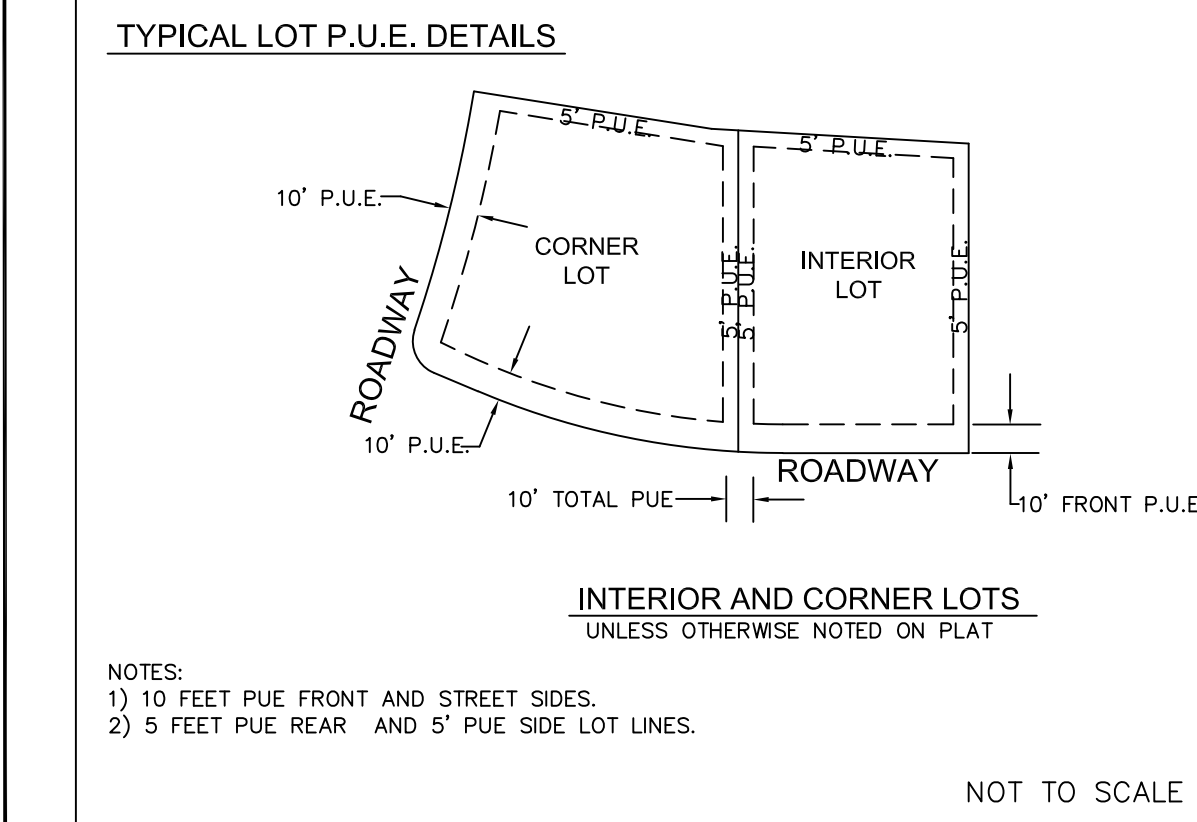 TYPICAL LOT P.U.E. DETAILS
5' P.U.E.
5' P.U.E.
10' P.U.E.
CORNER
LOT
INTERIOR
LOT
5' P.U.E.
5' P.U.E.
5' P.U.E.
ROADWAY
10' P.U.E.
ROADWAY
10' TOTAL PUE
10' FRONT P.U.E
INTERIOR AND CORNER LOTS
UNLESS OTHERWISE NOTED ON PLAT
NOTES:
1) 10 FEET PUE FRONT AND STREET SIDES.
2) 5 FEET PUE REAR AND 5' PUE SIDE LOT LINES.
NOT TO SCALE